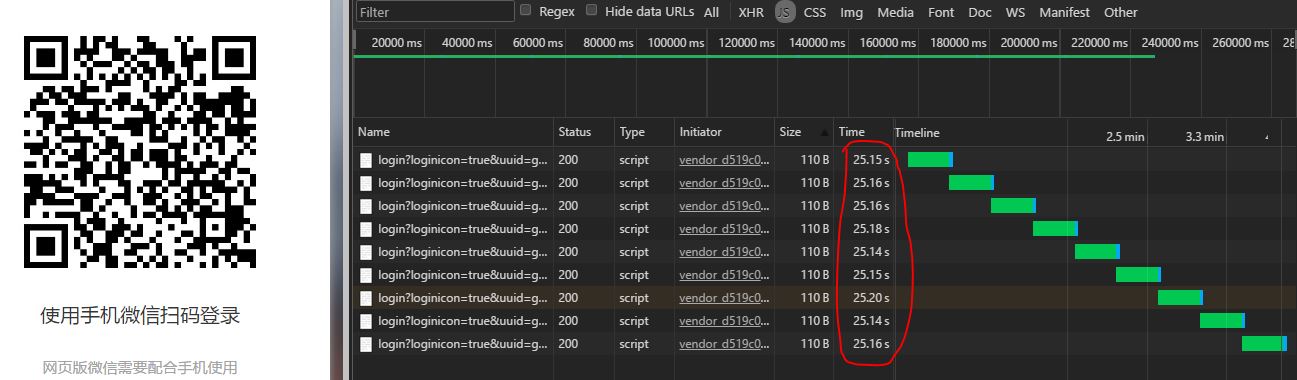 Filter
Regex
Hide data URLs
All
XHR
JS
CSS
Img
Media
Font
Doc
WS
Manifest
Other
20000 ms
40000 ms
60000 ms
80000 ms
100000 ms
120000 ms
140000 ms
160000 ms
180000 ms
200000 ms
220000 ms
240000 ms
260000 ms
Name Status Type Initiator Size Time Timeline
2.5 min
3.3 min
login?loginicon=true&uuid=g... 200 script vendor_d519c0... 110 B 25.15 s
login?loginicon=true&uuid=g... 200 script vendor_d519c0... 110 B 25.16 s
login?loginicon=true&uuid=g... 200 script vendor_d519c0... 110 B 25.16 s
login?loginicon=true&uuid=g... 200 script vendor_d519c0... 110 B 25.18 s
login?loginicon=true&uuid=g... 200 script vendor_d519c0... 110 B 25.14 s
login?loginicon=true&uuid=g... 200 script vendor_d519c0... 110 B 25.15 s
login?loginicon=true&uuid=g... 200 script vendor_d519c0... 110 B 25.20 s
login?loginicon=true&uuid=g... 200 script vendor_d519c0... 110 B 25.14 s
login?loginicon=true&uuid=g... 200 script vendor_d519c0... 110 B 25.16 s
使用手机微信扫码登录
网页版微信需要配合手机使用